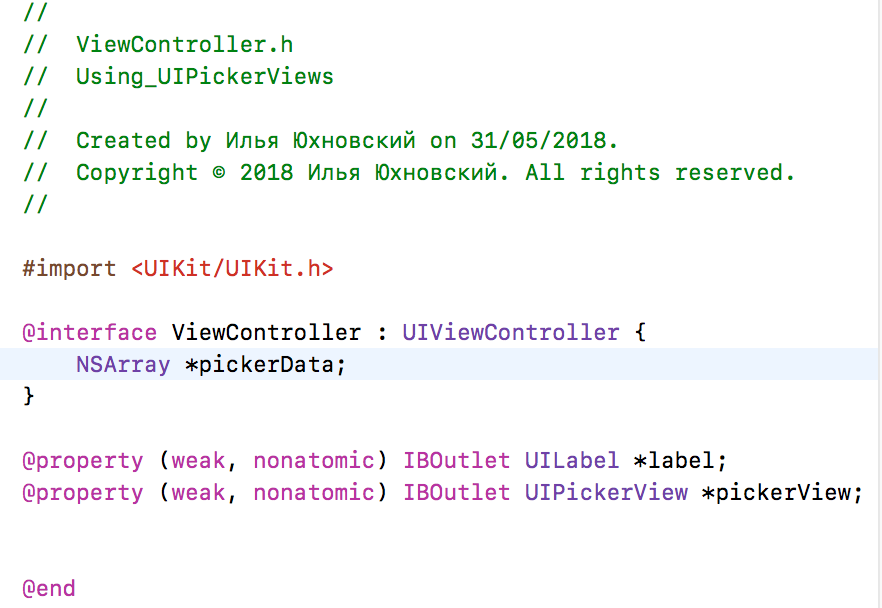 //
//  ViewController.h
//  Using_UIPickerViews
//
//  Created by Илья Юхновский on 31/05/2018.
//  Copyright © 2018 Илья Юхновский. All rights reserved.
//
#import <UIKit/UIKit.h>
@interface ViewController : UIViewController {
    NSArray *pickerData;
}
@property (weak, nonatomic) IBOutlet UILabel *label;
@property (weak, nonatomic) IBOutlet UIPickerView *pickerView;
@end